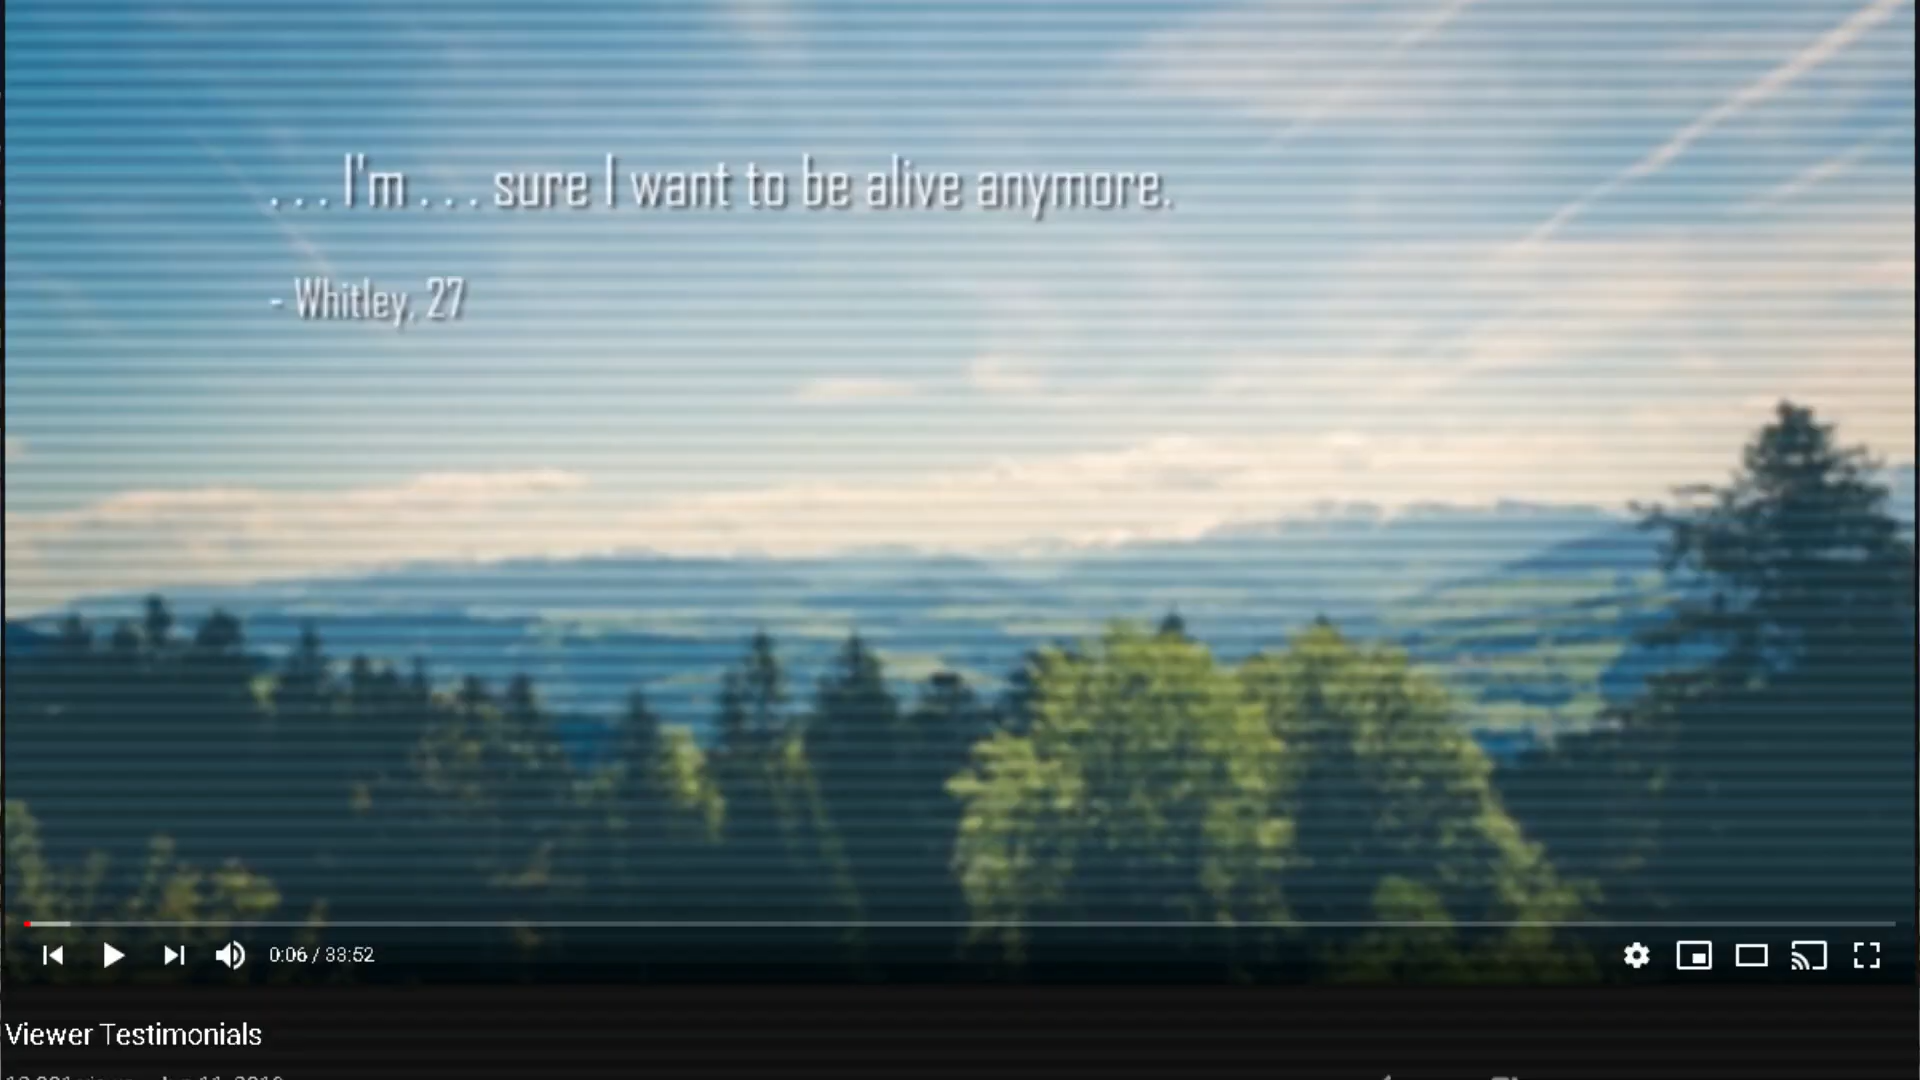 . . . I'm . . . sure I want to be alive anymore.
- Whitley, 27
0:06 / 33:52
Viewer Testimonials